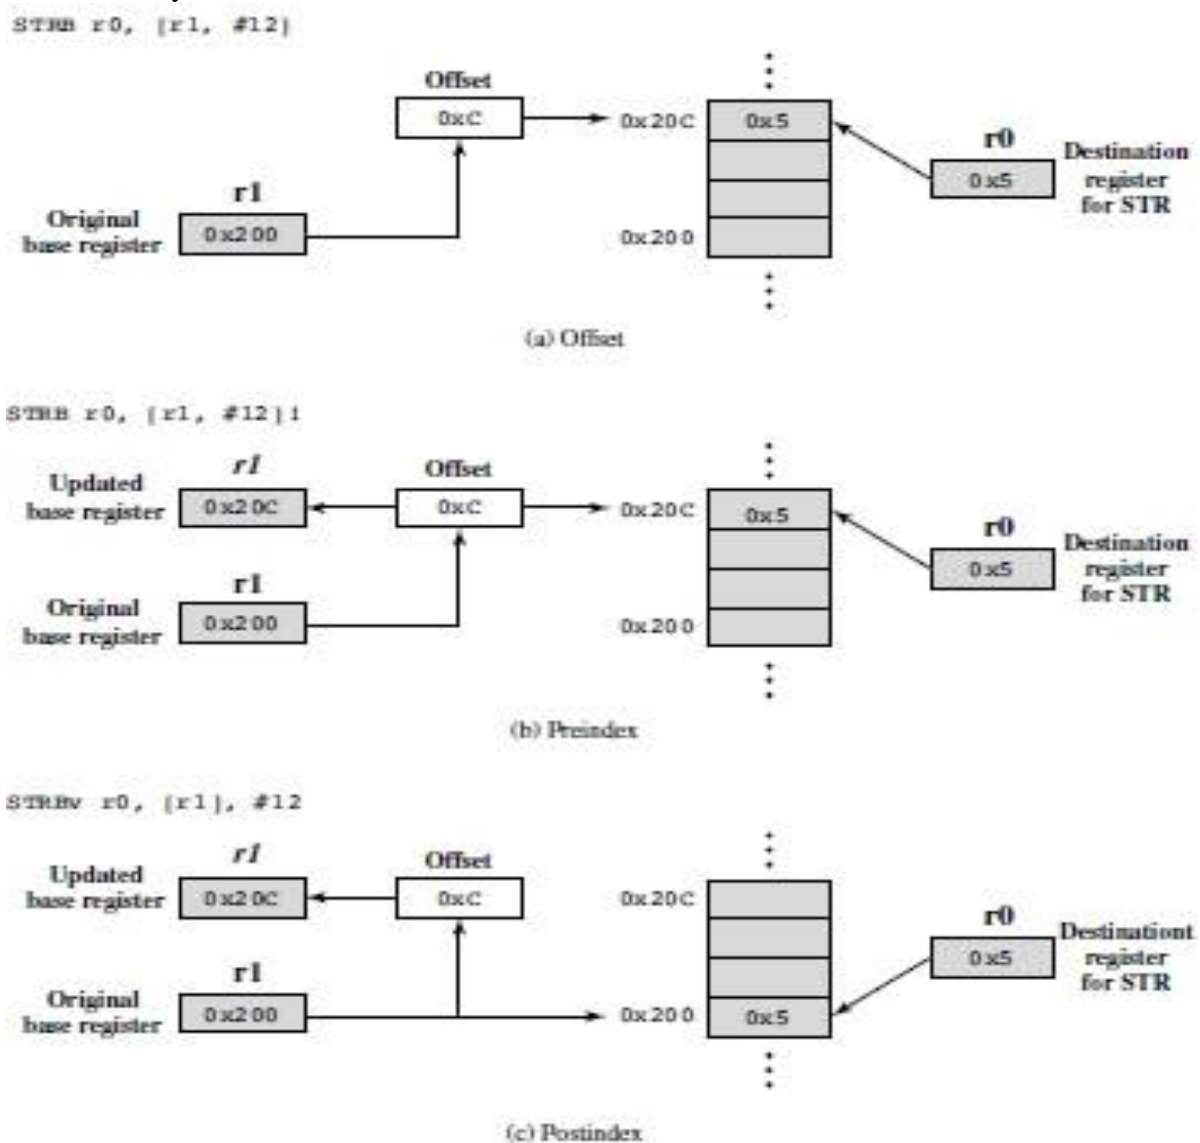 STRB r0, [r1, #12]
Offset
0xC
0x20C
0x5
r0
0x5
Destination
register
for STR
r1
Original
base register
0x200
0x200
(a) Offset
STRB r0, [r1, #12]!
r1
Updated
base register
0x20C
Offset
0xC
0x20C
0x5
r0
0x5
Destination
register
for STR
r1
Original
base register
0x200
0x200
(b) Preindex
STRBv r0, [r1], #12
r1
Updated
base register
0x20C
Offset
0xC
0x20C
r0
0x5
Destinationt
register
for STR
r1
Original
base register
0x200
0x200
0x5
(c) Postindex